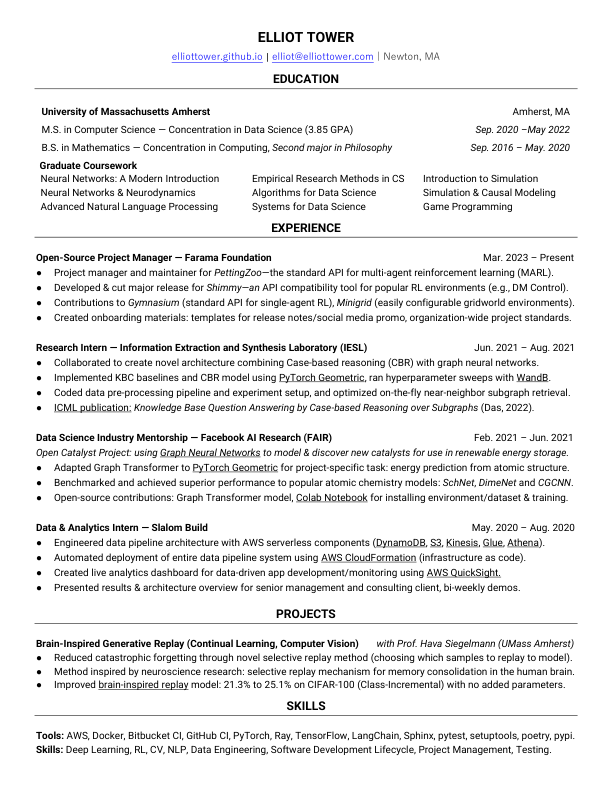 ELLIOT TOWER
elliottower.github.io | elliot@elliottower.com | Newton, MA
EDUCATION
University of Massachusetts Amherst Amherst, MA
M.S. in Computer Science — Concentration in Data Science (3.85 GPA) Sep. 2020 –May 2022
B.S. in Mathematics — Concentration in Computing, Second major in Philosophy Sep. 2016 – May. 2020
Graduate Coursework
Neural Networks: A Modern Introduction Empirical Research Methods in CS Introduction to Simulation
Neural Networks & Neurodynamics Algorithms for Data Science Simulation & Causal Modeling
Advanced Natural Language Processing Systems for Data Science Game Programming
EXPERIENCE
Open-Source Project Manager — Farama Foundation Mar. 2023 – Present
● Project manager and maintainer for PettingZoo—the standard API for multi-agent reinforcement learning (MARL).
● Developed & cut major release for Shimmy—an API compatibility tool for popular RL environments (e.g., DM Control).
● Contributions to Gymnasium (standard API for single-agent RL), Minigrid (easily configurable gridworld environments).
● Created onboarding materials: templates for release notes/social media promo, organization-wide project standards.
Research Intern — Information Extraction and Synthesis Laboratory (IESL) Jun. 2021 – Aug. 2021
● Collaborated to create novel architecture combining Case-based reasoning (CBR) with graph neural networks.
● Implemented KBC baselines and CBR model using PyTorch Geometric, ran hyperparameter sweeps with WandB.
● Coded data pre-processing pipeline and experiment setup, and optimized on-the-fly near-neighbor subgraph retrieval.
● ICML publication: Knowledge Base Question Answering by Case-based Reasoning over Subgraphs (Das, 2022).
Data Science Industry Mentorship — Facebook AI Research (FAIR) Feb. 2021 – Jun. 2021
Open Catalyst Project: using Graph Neural Networks to model & discover new catalysts for use in renewable energy storage.
● Adapted Graph Transformer to PyTorch Geometric for project-specific task: energy prediction from atomic structure.
● Benchmarked and achieved superior performance to popular atomic chemistry models: SchNet, DimeNet and CGCNN.
● Open-source contributions: Graph Transformer model, Colab Notebook for installing environment/dataset & training.
Data & Analytics Intern — Slalom Build May. 2020 – Aug. 2020
● Engineered data pipeline architecture with AWS serverless components (DynamoDB, S3, Kinesis, Glue, Athena).
● Automated deployment of entire data pipeline system using AWS CloudFormation (infrastructure as code).
● Created live analytics dashboard for data-driven app development/monitoring using AWS QuickSight.
● Presented results & architecture overview for senior management and consulting client, bi-weekly demos.
PROJECTS
Brain-Inspired Generative Replay (Continual Learning, Computer Vision) with Prof. Hava Siegelmann (UMass Amherst)
● Reduced catastrophic forgetting through novel selective replay method (choosing which samples to replay to model).
● Method inspired by neuroscience research: selective replay mechanism for memory consolidation in the human brain.
● Improved brain-inspired replay model: 21.3% to 25.1% on CIFAR-100 (Class-Incremental) with no added parameters.
SKILLS
Tools: AWS, Docker, Bitbucket CI, GitHub CI, PyTorch, Ray, TensorFlow, LangChain, Sphinx, pytest, setuptools, poetry, pypi.
Skills: Deep Learning, RL, CV, NLP, Data Engineering, Software Development Lifecycle, Project Management, Testing.